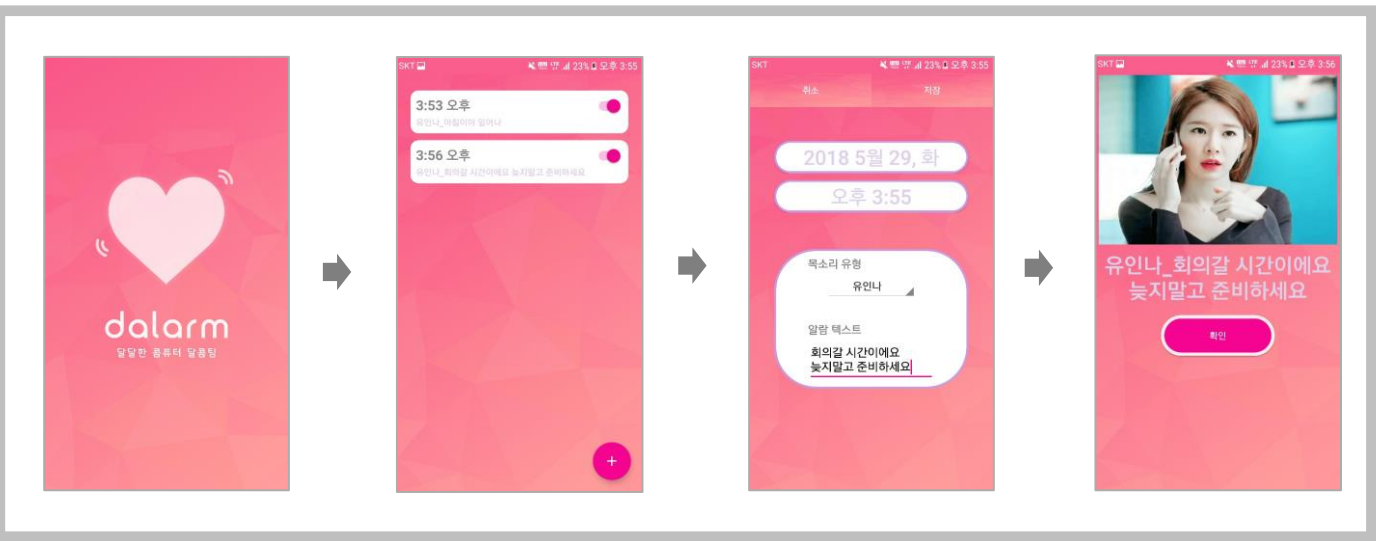 dalarm
달달한 콤퓨터 달콤팀
SKT 23% 오후 3:55
3:53 오후
유인나_아침이야 일어나
3:56 오후
유인나_회의갈 시간이에요 늦지말고 준비하세요
+
SKT 23% 오후 3:55
취소 저장
2018 5월 29, 화
오후 3:55
목소리 유형
유인나
알람 텍스트
회의갈 시간이에요
늦지말고 준비하세요
SKT 23% 오후 3:56
유인나_회의갈 시간이에요
늦지말고 준비하세요
확인